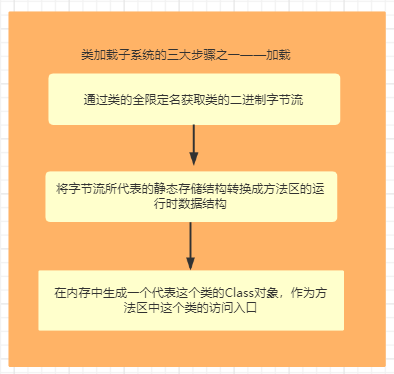 类加载子系统的三大步骤之一——加载
通过类的全限定名获取类的二进制字节流
将字节流所代表的静态存储结构转换成方法区的运
行时数据结构
在内存中生成一个代表这个类的Class对象，作为方
法区中这个类的访问入口